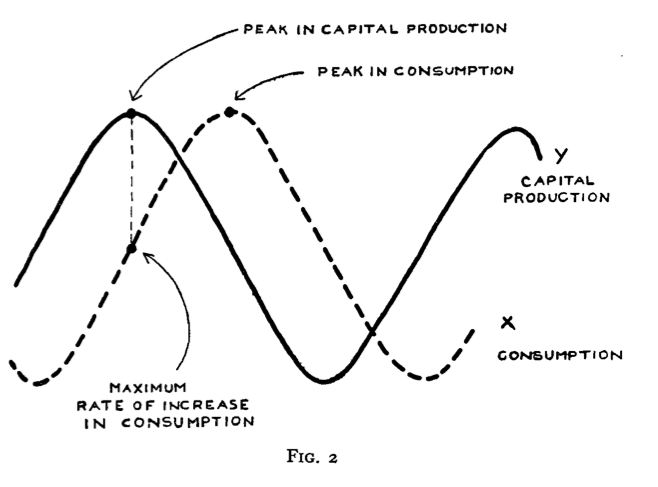 PEAK IN CAPITAL PRODUCTION
PEAK IN CONSUMPTION
Y
CAPITAL
PRODUCTION
X
CONSUMPTION
MAXIMUM
RATE OF INCREASE
IN CONSUMPTION
FIG. 2